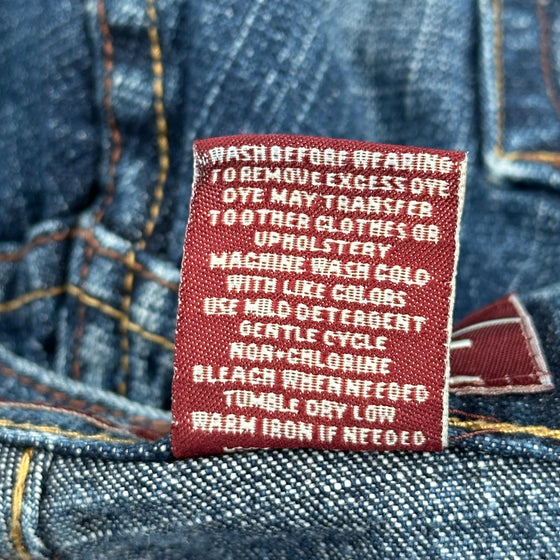 WASH BEFORE WEARING
TO REMOVE EXCESS DYE
DYE MAY TRANSFER
TO OTHER CLOTHES OR
UPHOLSTERY
MACHINE WASH COLD
WITH LIKE COLORS
USE MILD DETERGENT
GENTLE CYCLE
NON-CHLORINE
BLEACH WHEN NEEDED
TUMBLE DRY LOW
WARM IRON IF NEEDED